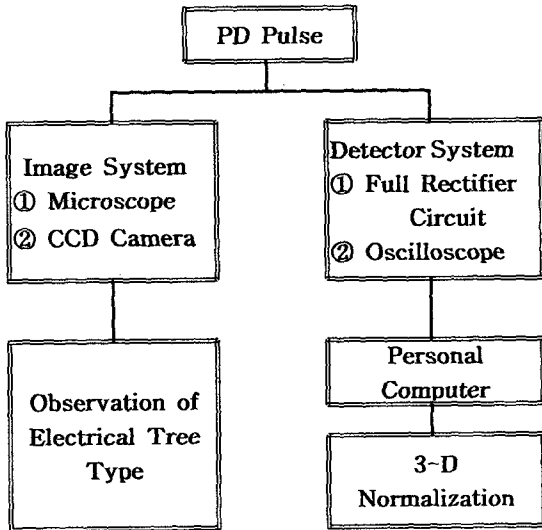 PD Pulse
Image System
① Microscope
② CCD Camera
Observation of
Electrical Tree
Type
Detector System
① Full Rectifier
Circuit
② Oscilloscope
Personal
Computer
3-D
Normalization